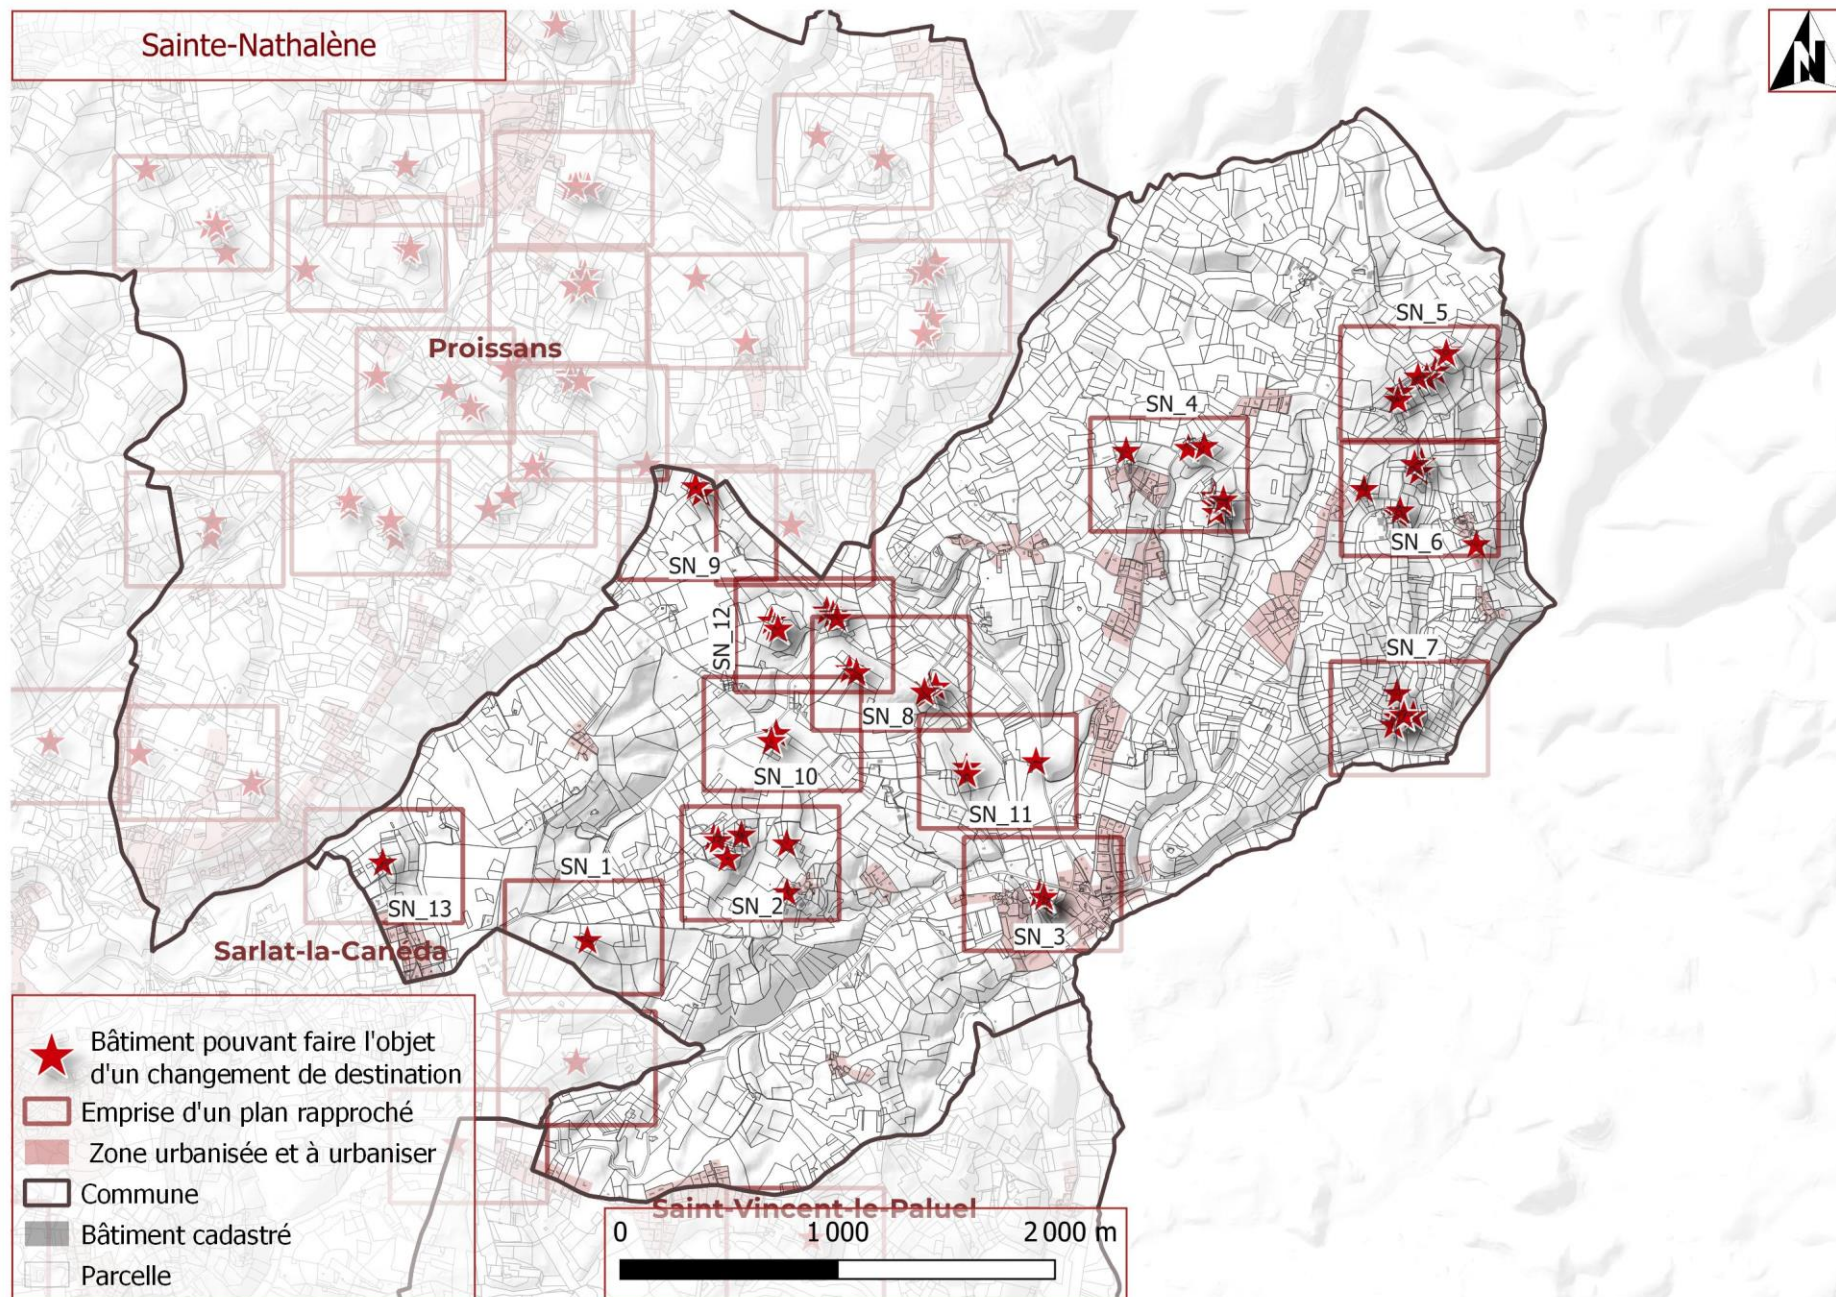 Sainte-Nathalène
N
Proissans
SN_5
SN_4
SN_6
SN_9
SN_12
SN_7
SN_8
SN_10
SN_11
SN_1
SN_13
SN_2
SN_3
Sarlat-la-Canéda
Bâtiment pouvant faire l'objet
d'un changement de destination
Emprise d'un plan rapproché
Zone urbanisée et à urbaniser
Commune
Bâtiment cadastré
Parcelle
Saint-Vincent-le-Paluel
0 1 000 2 000 m